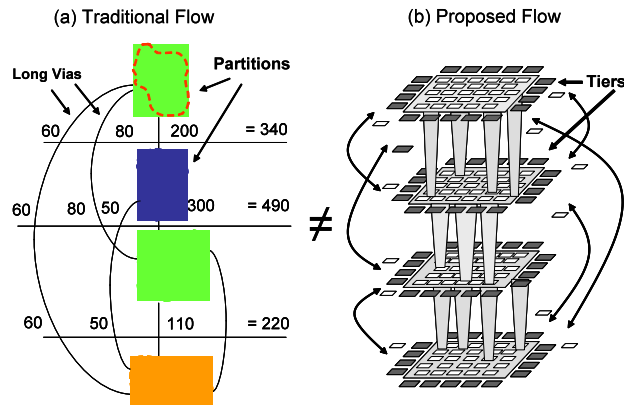 (a) Traditional Flow
(b) Proposed Flow
Long Vias
Partitions
Tiers
60 80 200 = 340
60 80 50 300 = 490
≠
60 50 110 = 220